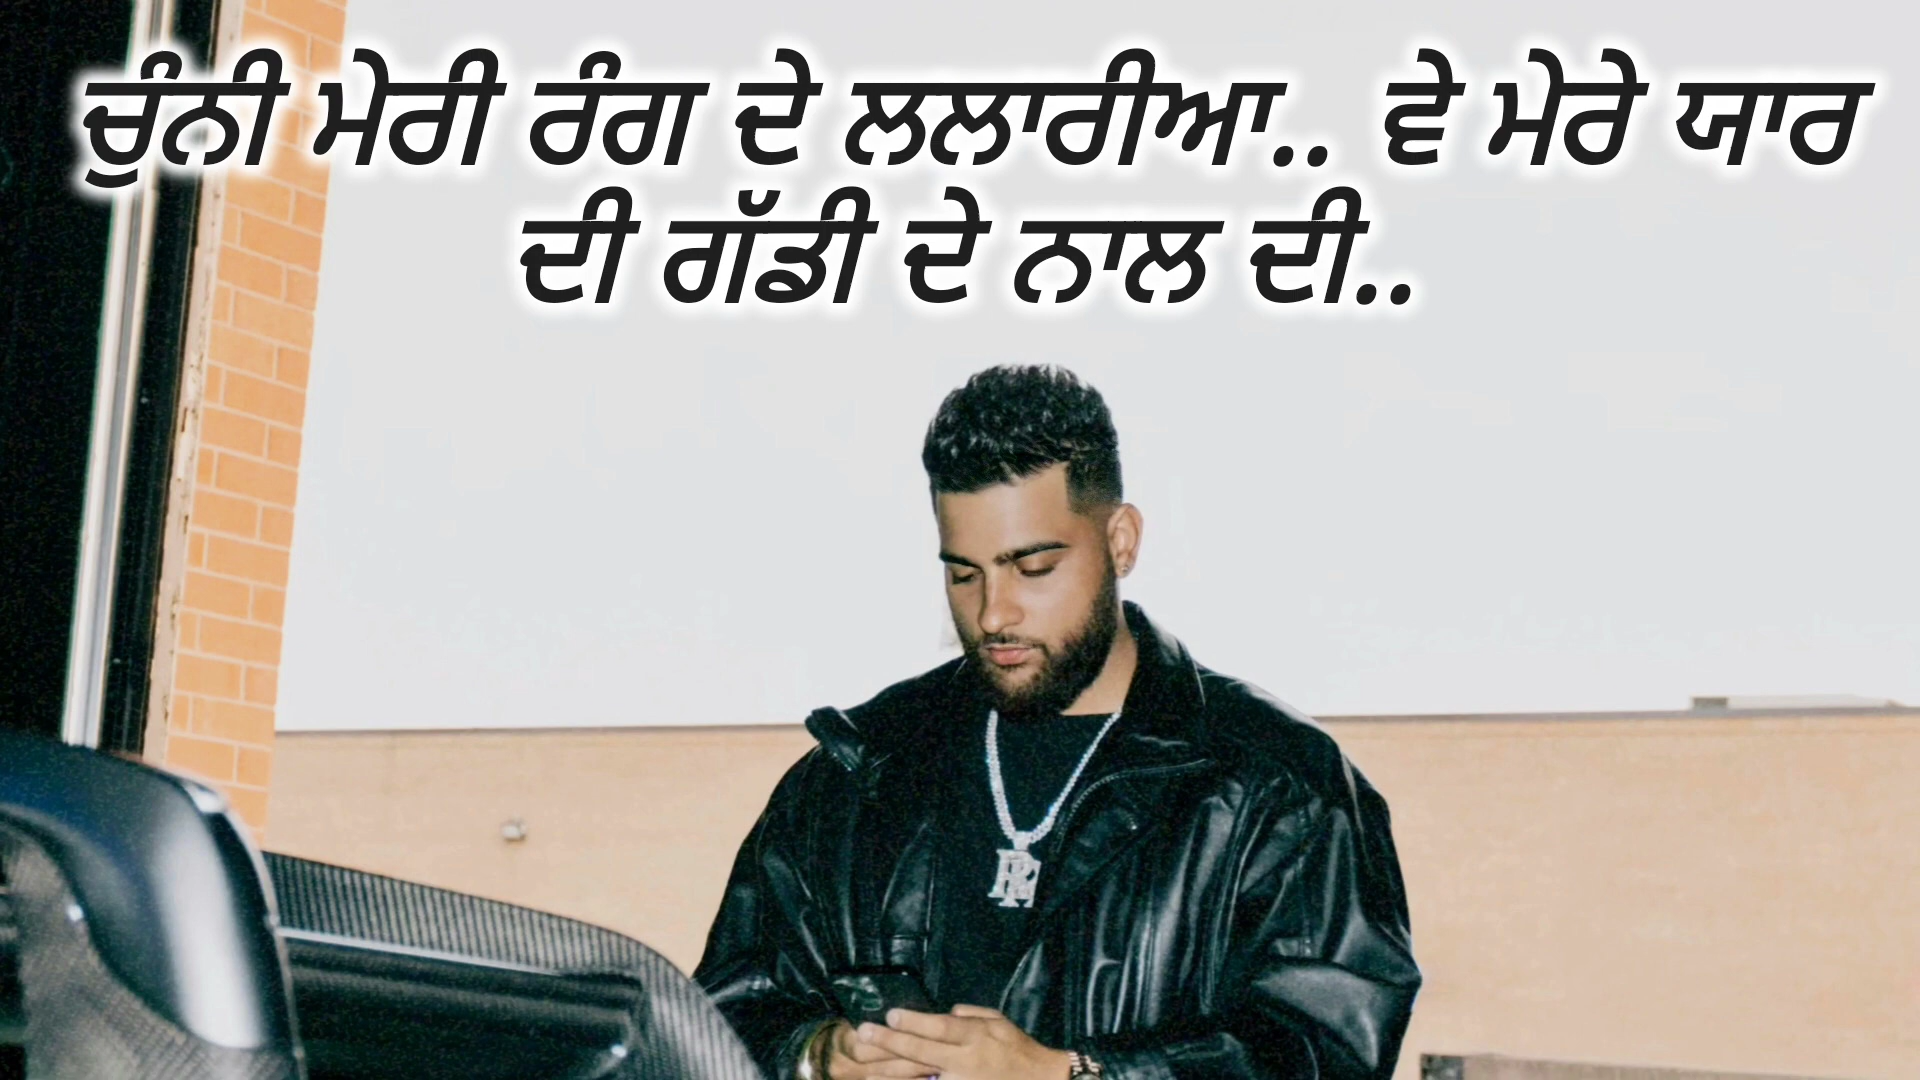 ਚੁੰਨੀ ਮੇਰੀ ਰੰਗ ਦੇ ਲਲਾਰੀਆ.. ਵੇ ਮੇਰੇ ਯਾਰ
ਦੀ ਗੱਡੀ ਦੇ ਨਾਲ ਦੀ..